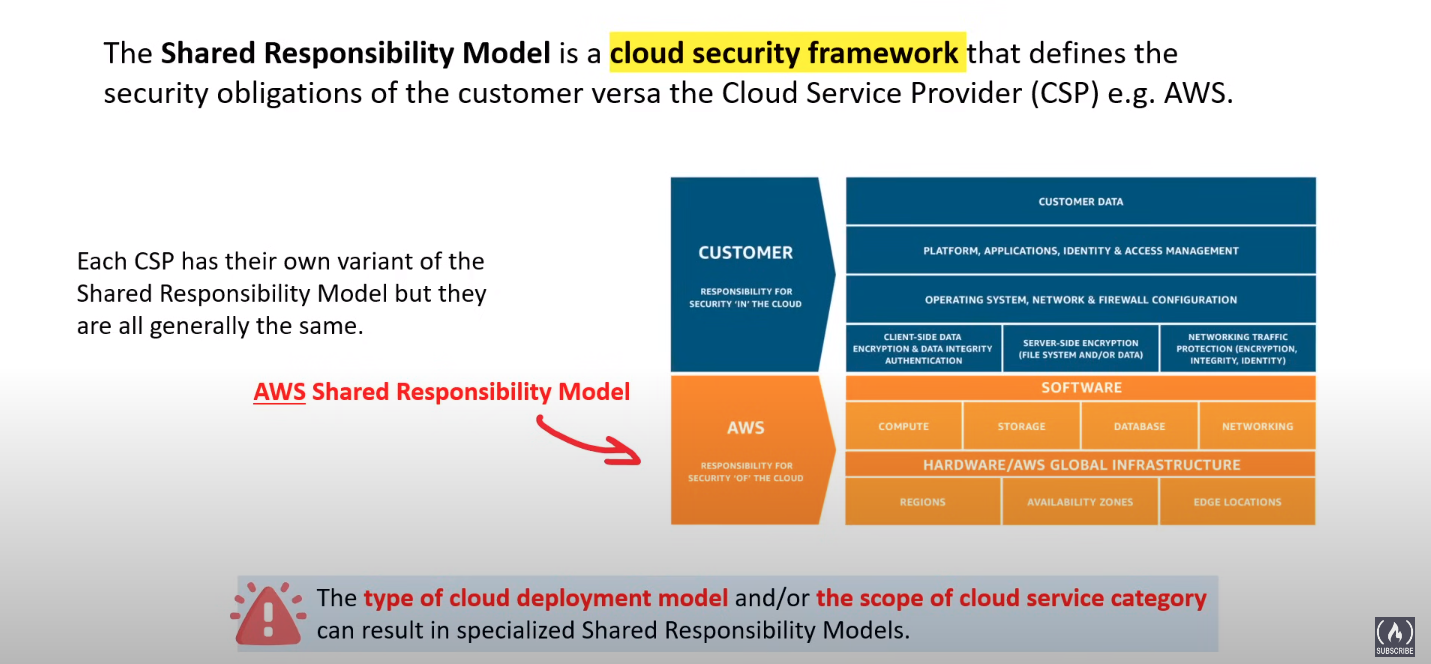 The Shared Responsibility Model is a cloud security framework that defines the
security obligations of the customer versa the Cloud Service Provider (CSP) e.g. AWS.
Each CSP has their own variant of the
Shared Responsibility Model but they
are all generally the same.
AWS Shared Responsibility Model
CUSTOMER
RESPONSIBILITY FOR
SECURITY 'IN' THE CLOUD
CUSTOMER DATA
PLATFORM, APPLICATIONS, IDENTITY & ACCESS MANAGEMENT
OPERATING SYSTEM, NETWORK & FIREWALL CONFIGURATION
CLIENT-SIDE DATA
ENCRYPTION & DATA INTEGRITY
AUTHENTICATION
SERVER-SIDE ENCRYPTION
(FILE SYSTEM AND/OR DATA)
NETWORKING TRAFFIC
PROTECTION (ENCRYPTION,
INTEGRITY, IDENTITY)
AWS
RESPONSIBILITY FOR
SECURITY 'OF' THE CLOUD
SOFTWARE
COMPUTE
STORAGE
DATABASE
NETWORKING
HARDWARE/AWS GLOBAL INFRASTRUCTURE
REGIONS
AVAILABILITY ZONES
EDGE LOCATIONS
The type of cloud deployment model and/or the scope of cloud service category
can result in specialized Shared Responsibility Models.
SUBSCRIBE